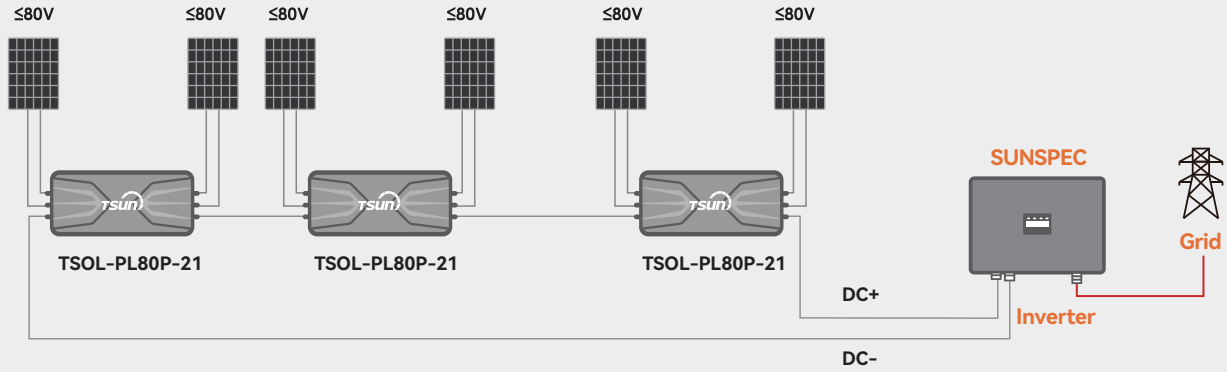 ≤80V ≤80V ≤80V ≤80V ≤80V ≤80V
SUNSPEC
TSUN TSUN TSUN
Grid
TSOL-PL80P-21 TSOL-PL80P-21 TSOL-PL80P-21
DC+
Inverter
DC-